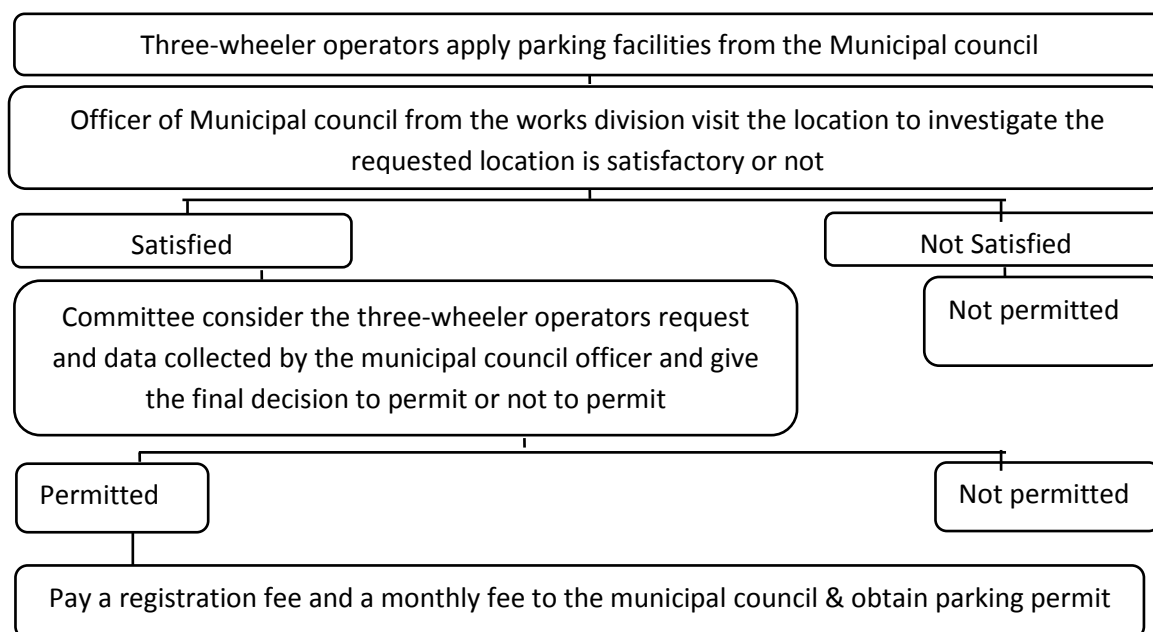 Three-wheeler operators apply parking facilities from the Municipal council
Officer of Municipal council from the works division visit the location to investigate the
requested location is satisfactory or not
Satisfied
Not Satisfied
Not permitted
Committee consider the three-wheeler operators request
and data collected by the municipal council officer and give
the final decision to permit or not to permit
Permitted
Not permitted
Pay a registration fee and a monthly fee to the municipal council & obtain parking permit